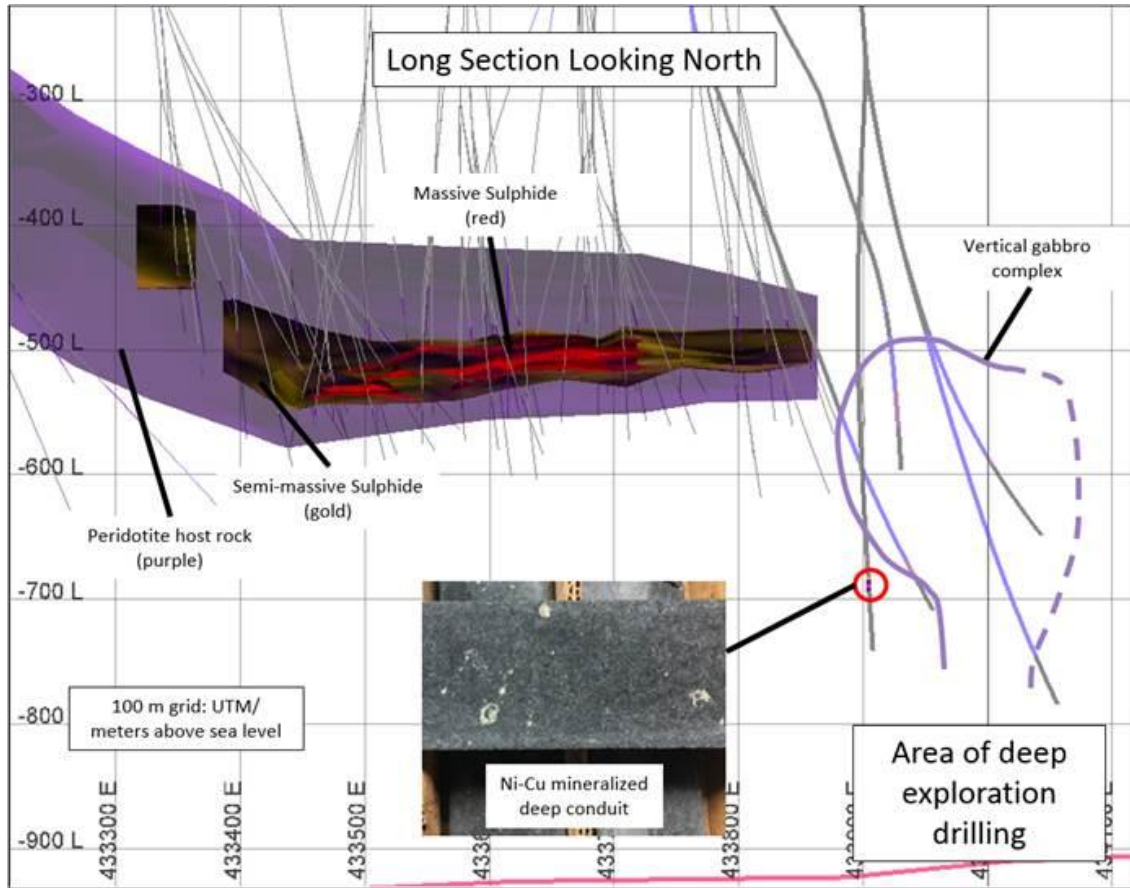 Long Section Looking North
-300 L
Massive Sulphide
(red)
-400 L
Vertical gabbro
complex
-500 L
-600 L
Semi-massive Sulphide
(gold)
Peridotite host rock
(purple)
-700 L
100 m grid: UTM/
meters above sea level
-800
Ni-Cu mineralized
deep conduit
Area of deep
exploration
drilling
-900 L
433300 E
433400 E
433500 E